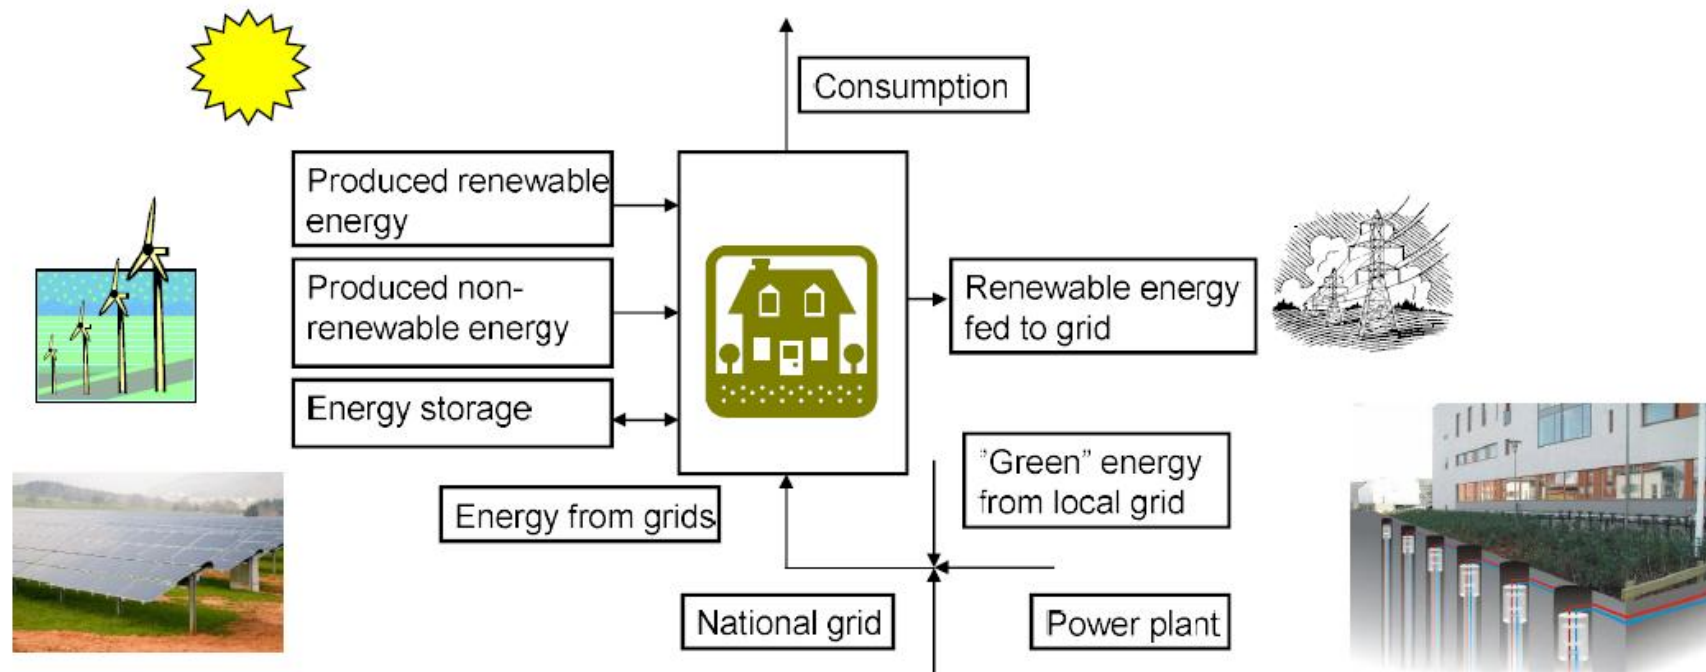 Consumption
Produced renewable
energy
Produced non-
renewable energy
Energy storage
Renewable energy
fed to grid
"Green" energy
from local grid
Energy from grids
National grid
Power plant